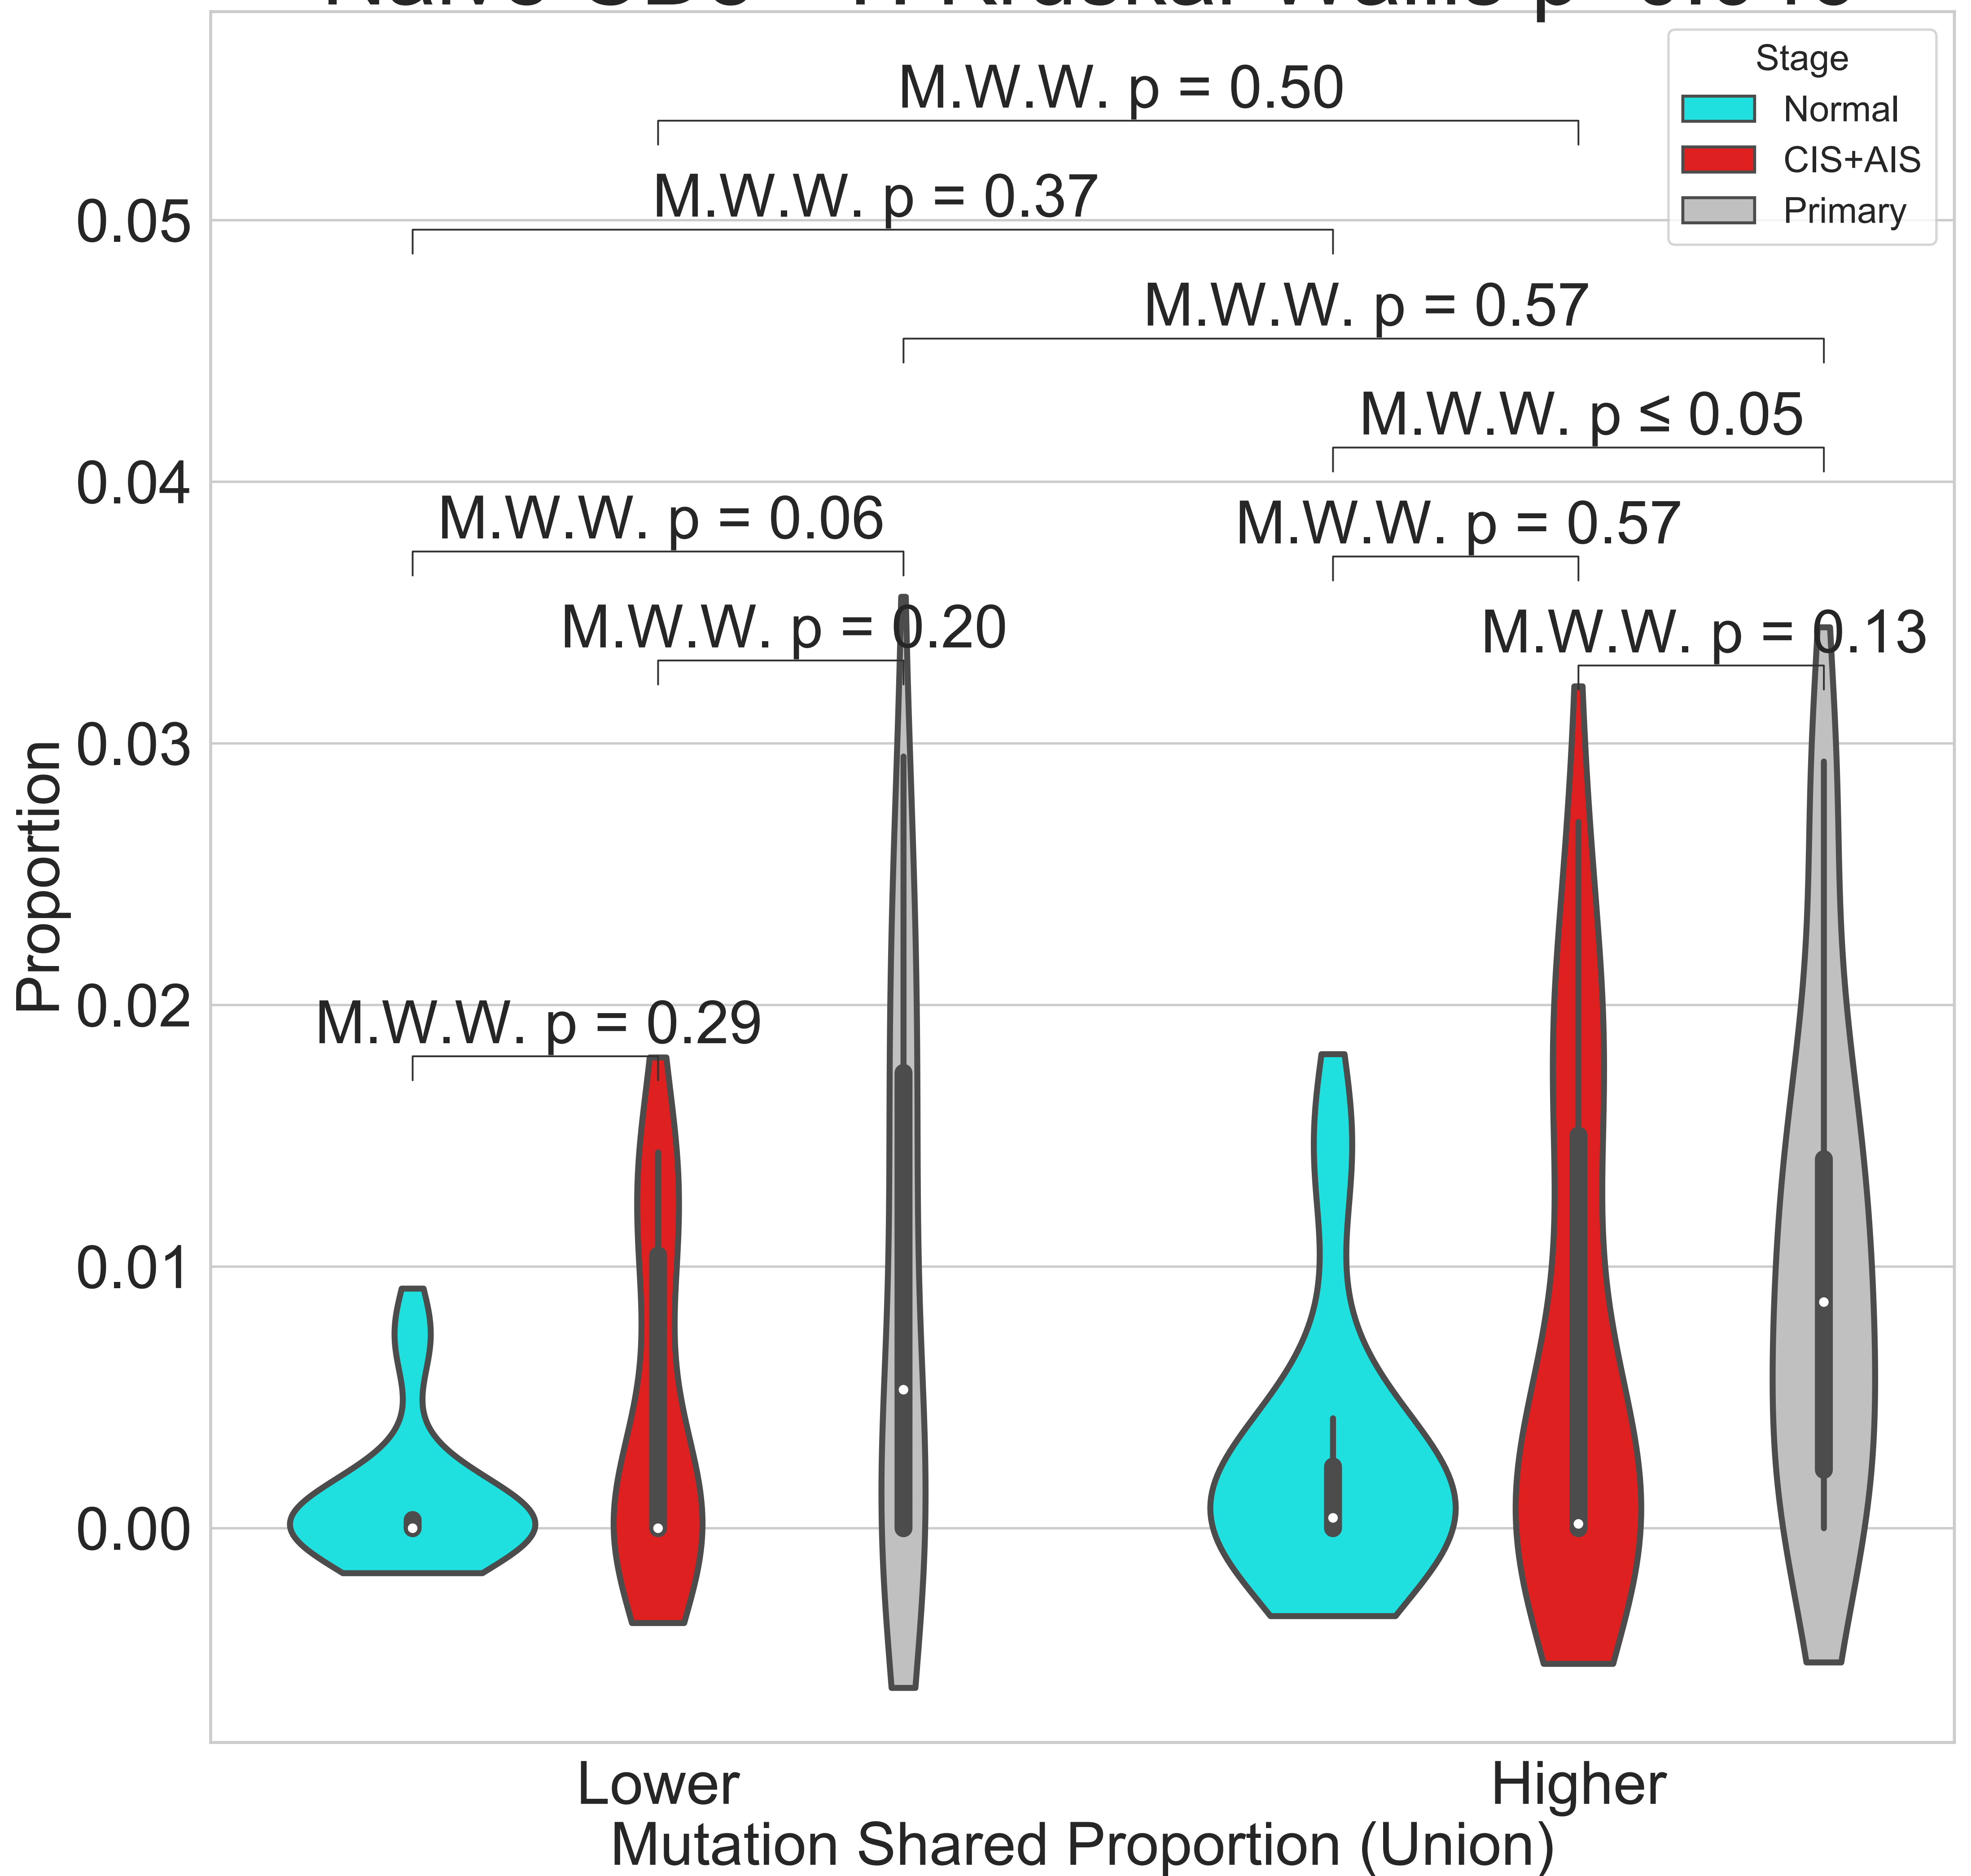 Stage
Normal
CIS+AIS
Primary
M.W.W. p = 0.50
M.W.W. p = 0.37
M.W.W. p = 0.57
M.W.W. p ≤ 0.05
M.W.W. p = 0.06
M.W.W. p = 0.57
M.W.W. p = 0.20
M.W.W. p = 0.13
M.W.W. p = 0.29
0.05
0.04
0.03
0.02
0.01
0.00
Proportion
Lower
Higher
Mutation Shared Proportion (Union)